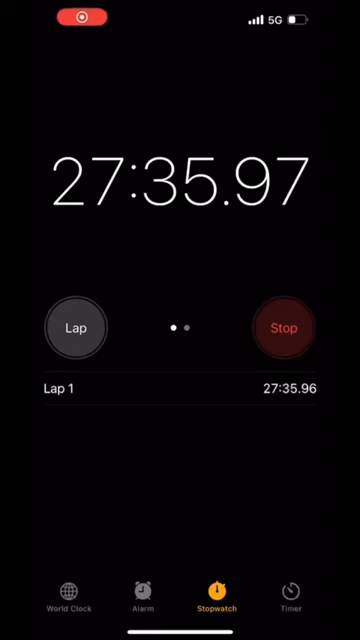 5G
27:35.97
Lap
Stop
Lap 1 27:35.96
World Clock Alarm Stopwatch Timer